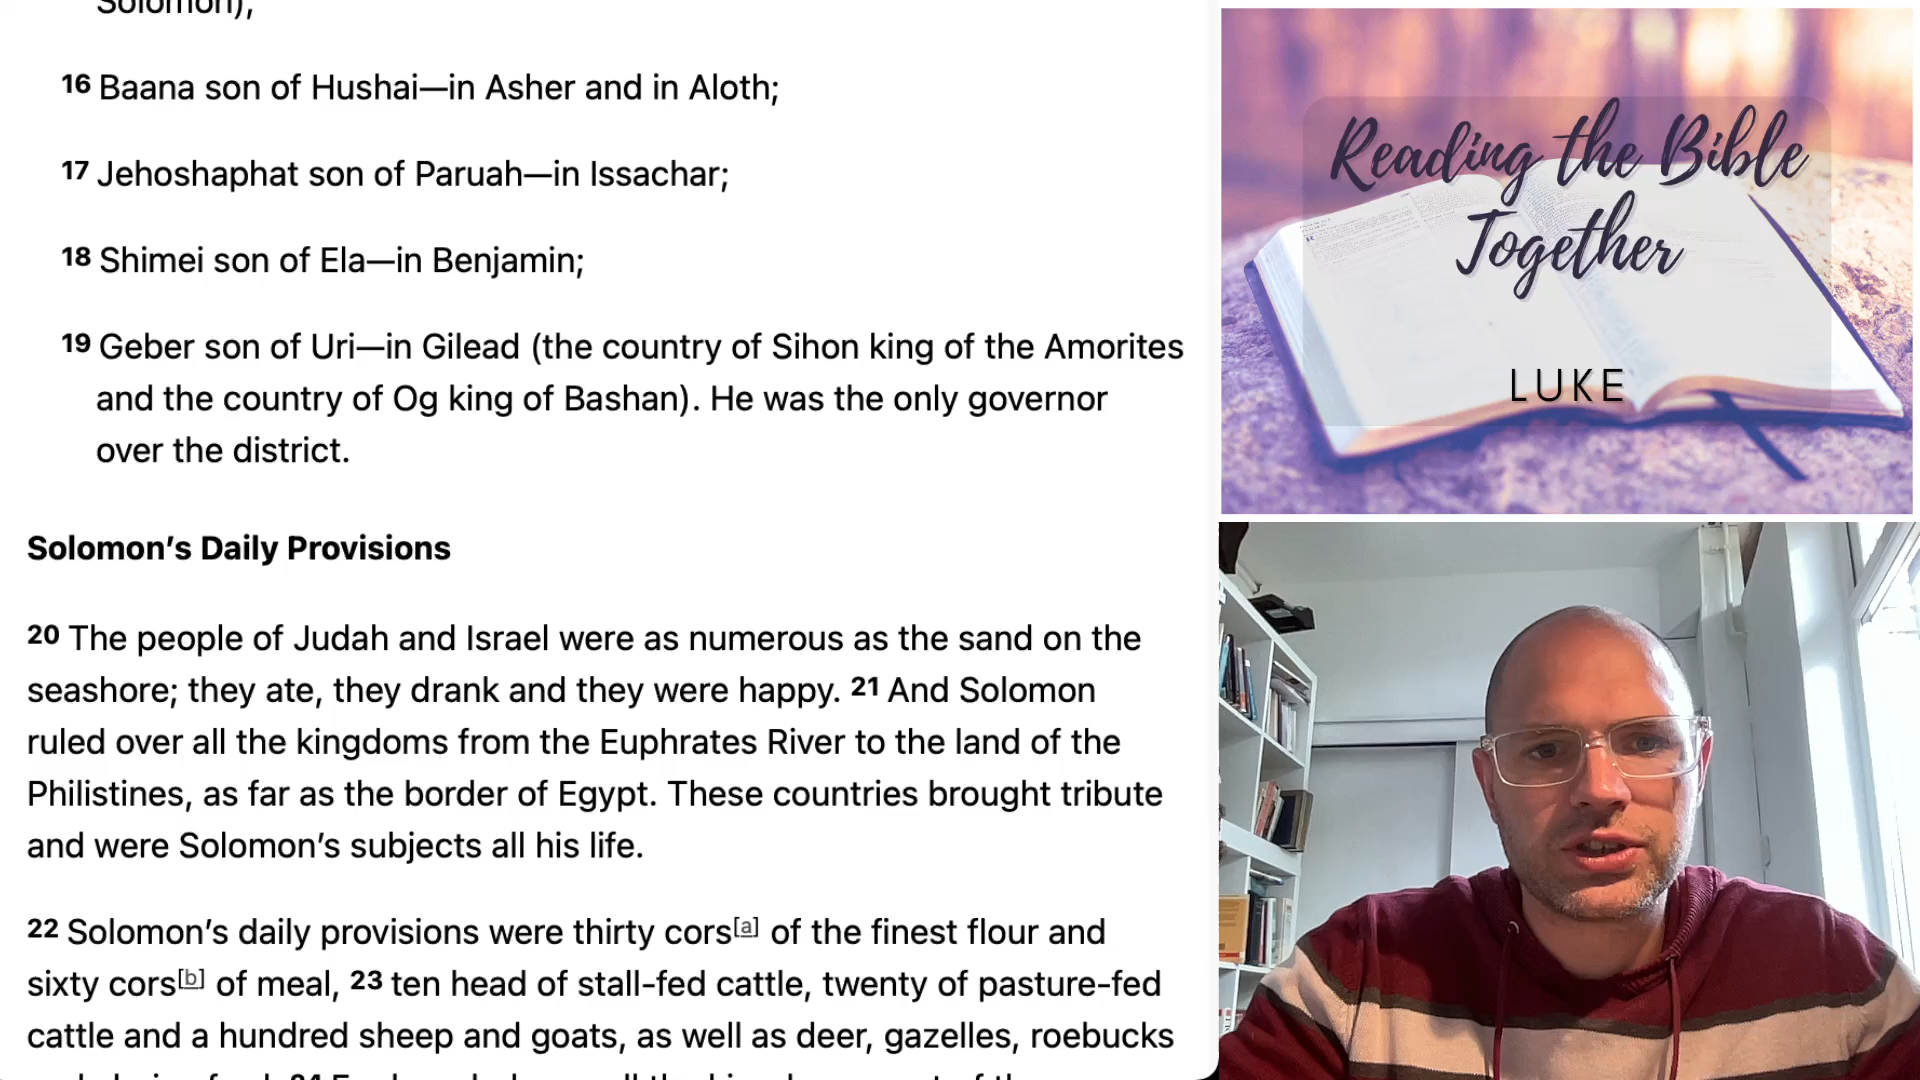 Solomon);
16 Baana son of Hushai—in Asher and in Aloth;
17 Jehoshaphat son of Paruah—in Issachar;
18 Shimei son of Ela—in Benjamin;
19 Geber son of Uri—in Gilead (the country of Sihon king of the Amorites
and the country of Og king of Bashan). He was the only governor
over the district.
Solomon’s Daily Provisions
20 The people of Judah and Israel were as numerous as the sand on the
seashore; they ate, they drank and they were happy. 21 And Solomon
ruled over all the kingdoms from the Euphrates River to the land of the
Philistines, as far as the border of Egypt. These countries brought tribute
and were Solomon’s subjects all his life.
22 Solomon’s daily provisions were thirty cors[a] of the finest flour and
sixty cors[b] of meal, 23 ten head of stall-fed cattle, twenty of pasture-fed
cattle and a hundred sheep and goats, as well as deer, gazelles, roebucks
Reading the Bible
Together
LUKE